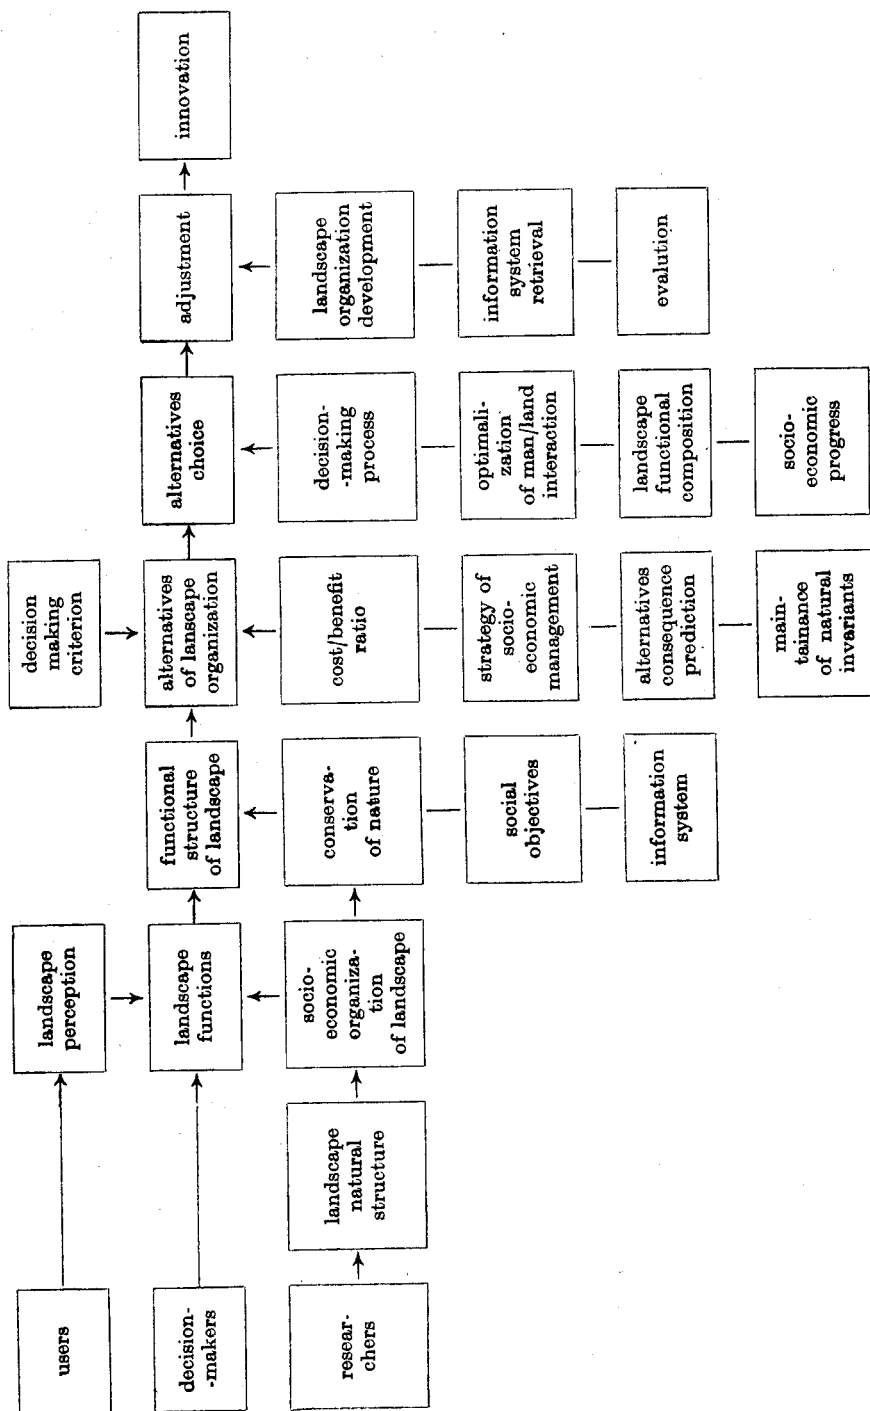 users
landscape
perception
decision
making
criterion
decision-
-makers
landscape
functions
functional
structure
of landscape
alternatives
of lanscape
organization
alternatives
choice
adjustment
innovation
resear-
chers
landscape
natural
structure
socio-
economic
organiza-
tion
of landscape
conserva-
tion
of nature
cost/benefit
ratio
decision-
-making
process
landscape
organization
development
social
objectives
strategy of
socio-
economic
management
optimali-
zation
of man/land
interaction
information
system
retrieval
information
system
alternatives
consequence
prediction
landscape
functional
composition
evalution
main-
tainance
of natural
invariants
socio-
economic
progress